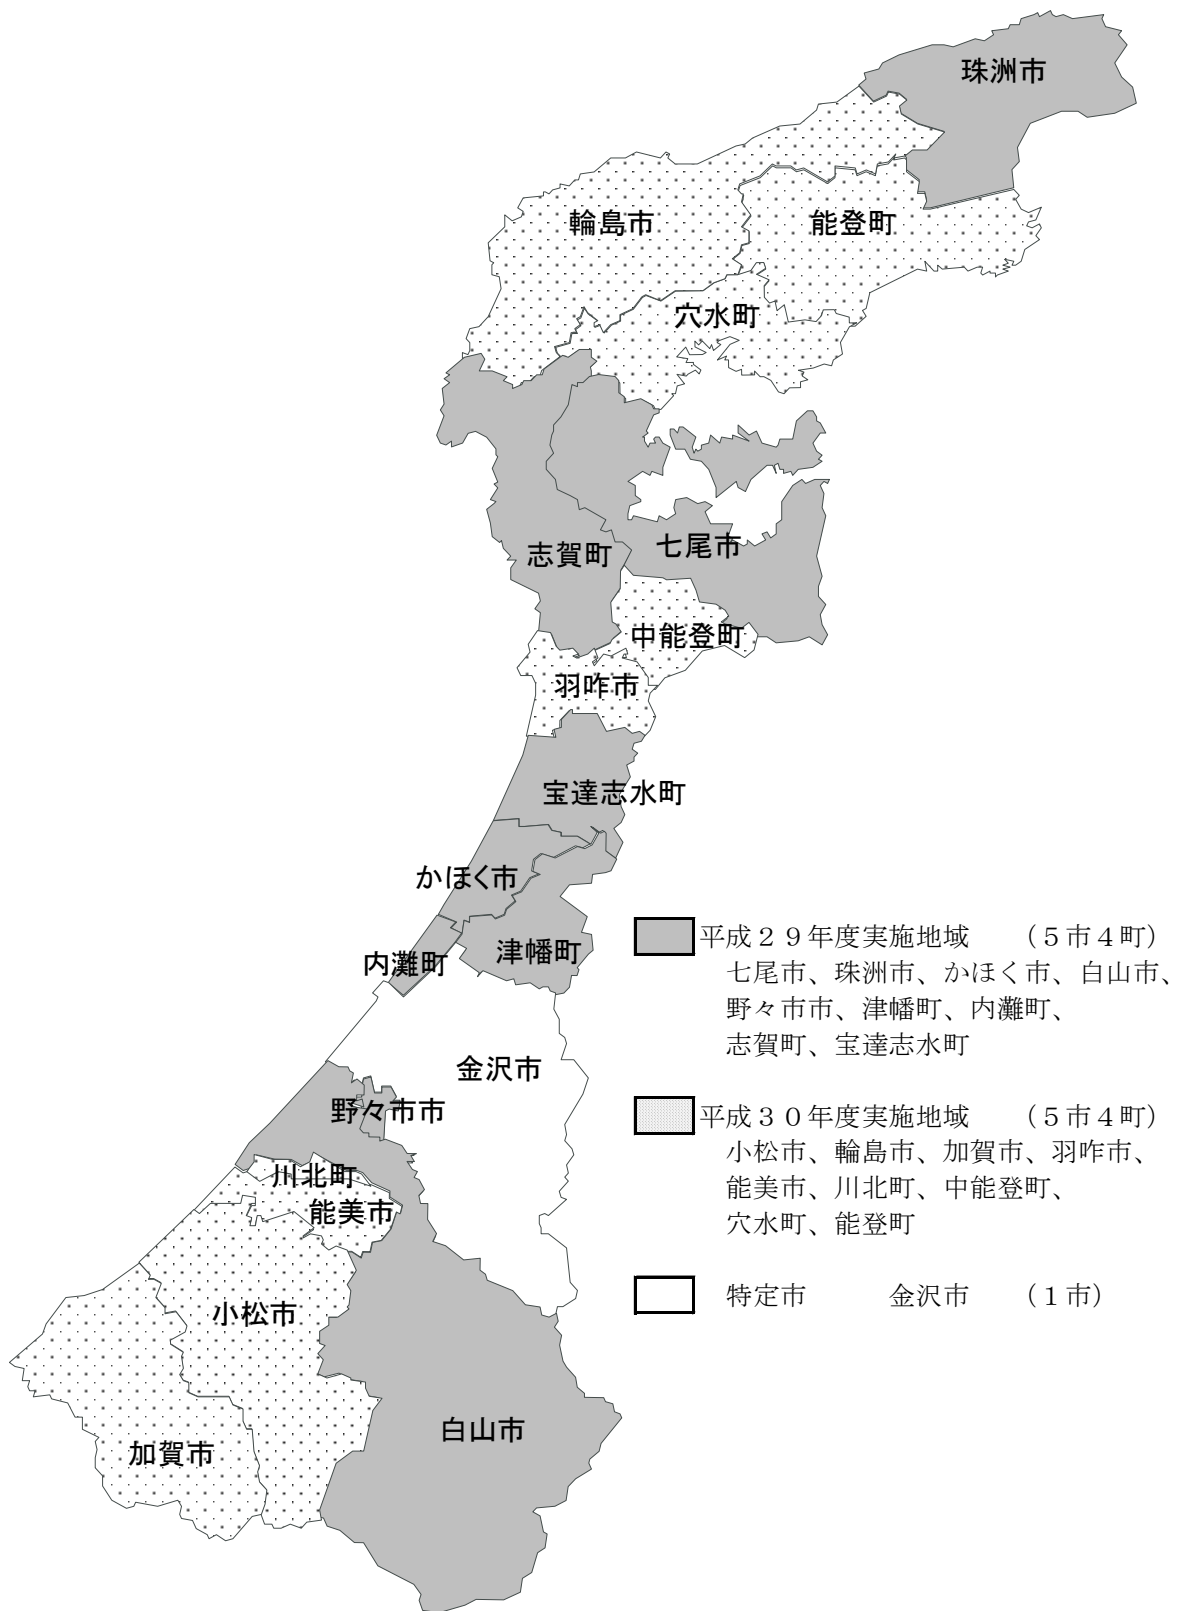 珠洲市
輪島市
能登町
穴水町
志賀町
七尾市
中能登町
羽咋市
宝達志水町
かほく市
内灘町
津幡町
金沢市
野々市市
川北町
能美市
小松市
加賀市
白山市
平成２９年度実施地域　（５市４町）
七尾市、珠洲市、かほく市、白山市、
野々市市、津幡町、内灘町、
志賀町、宝達志水町
平成３０年度実施地域　（５市４町）
小松市、輪島市、加賀市、羽咋市、
能美市、川北町、中能登町、
穴水町、能登町
特定市　　金沢市　（１市）